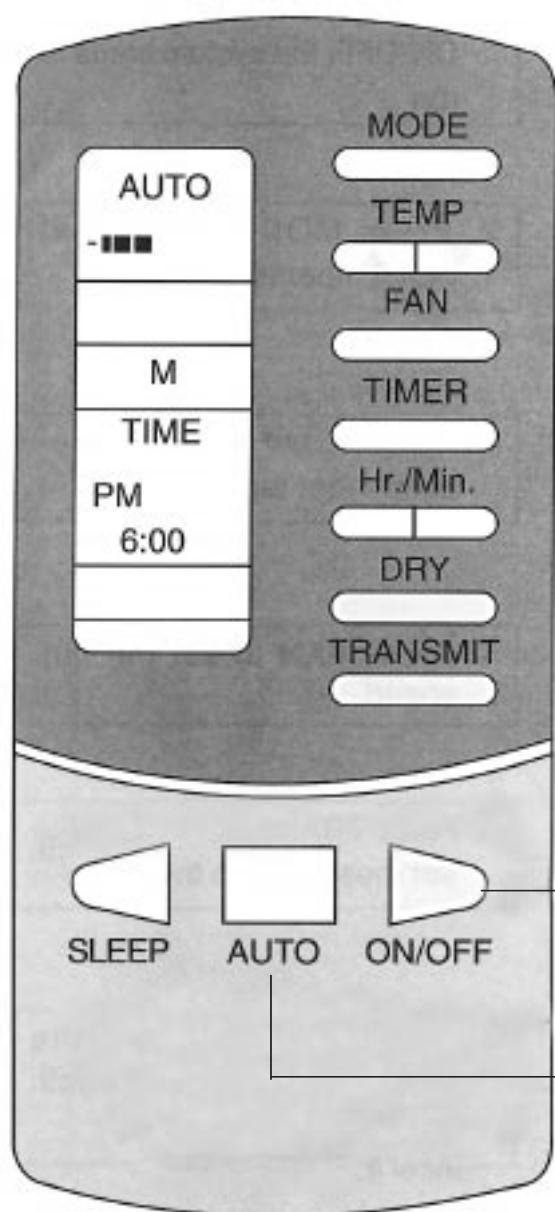 AUTO
M
TIME
PM
6:00
MODE
TEMP
FAN
TIMER
Hr./Min.
DRY
TRANSMIT
SLEEP
AUTO
ON/OFF